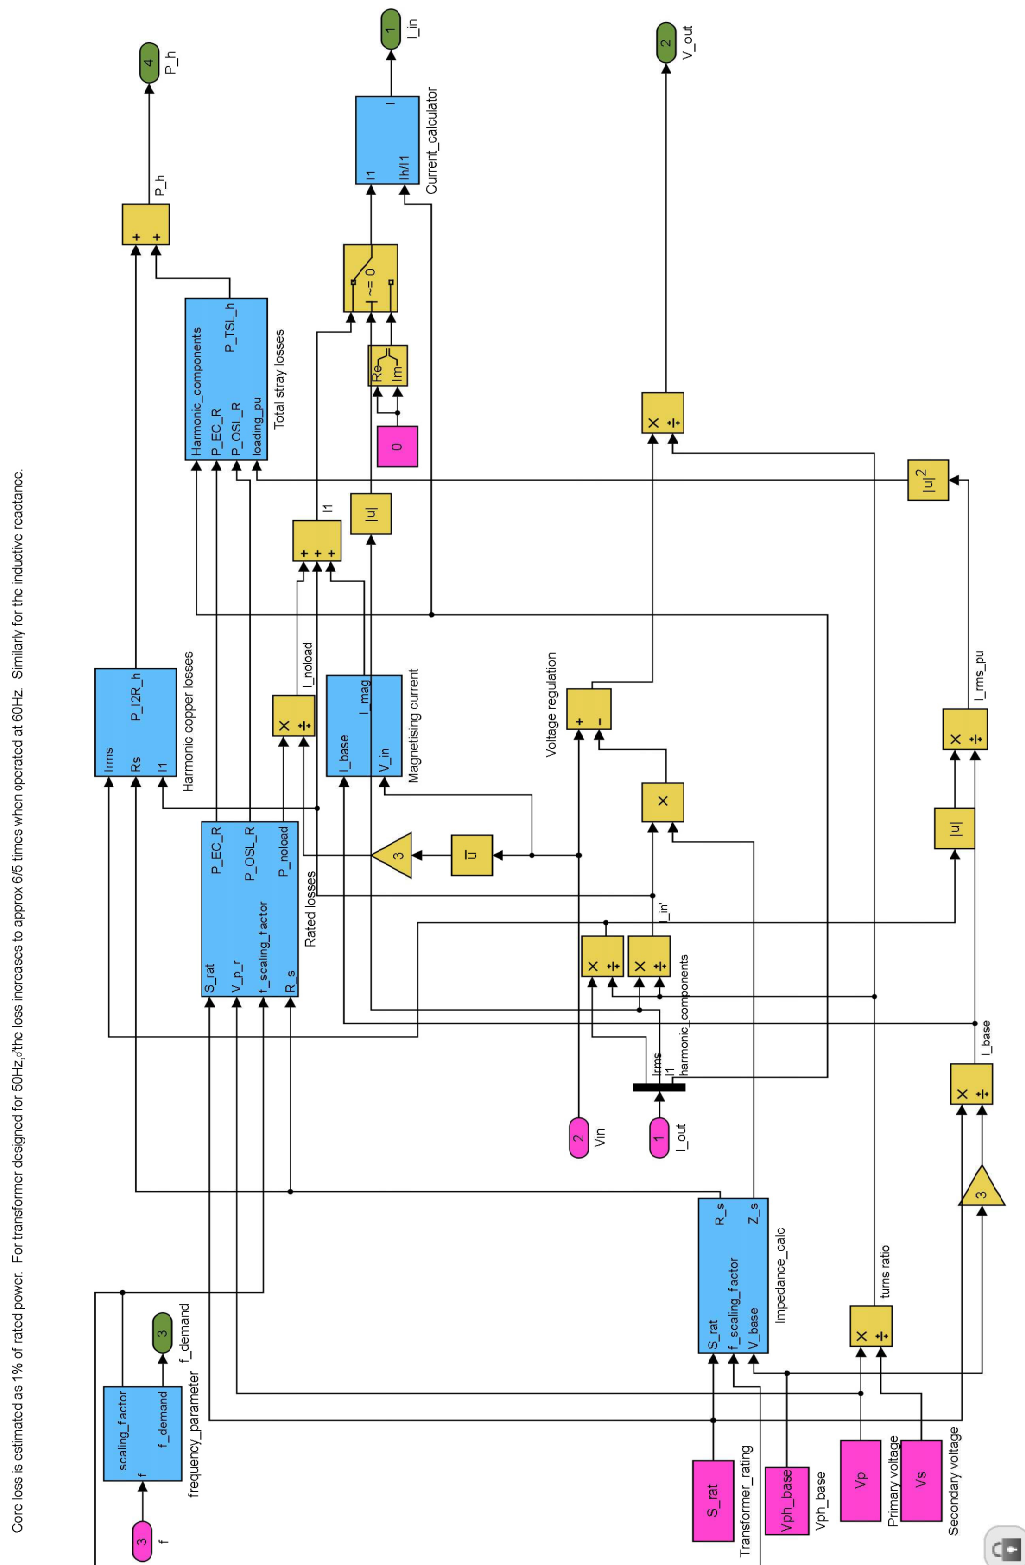 Core loss is estimated as 1% of rated power. For transformer designed for 50Hz, the loss increases to approx 6/5 times when operated at 60Hz. Similarly for the inductive reactance.
3
f
f
scaling_factor
f_demand
frequency_parameter
3
f_demand
S_rat
V_p_r
f_scaling_factor
R_s
P_EC_R
P_OSL_R
P_noload
Rated losses
Irms
Rs
I1
P_I2R_h
Harmonic copper losses
Harmonic_components
P_EC_R
P_OSL_R
loading_pu
P_TSL_h
Total stray losses
+
+
P_h
4
P_h
×
÷
I_noload
I_base
V_in
I_mag
Magnetising current
3
u
+
+
+
I1
|u|
0
Re
Im
~= 0
I1
Ih/I1
I
Current_calculator
1
I_in
2
Vin
1
I_out
Irms
I1
harmonic_components
×
÷
×
÷
I_in'
+
-
Voltage regulation
×
×
÷
2
V_out
S_rat
Transformer_rating
Vph_base
Vph_base
Vp
Primary voltage
Vs
Secondary voltage
S_rat
f_scaling_factor
V_base
R_s
Z_s
Impedance_calc
×
÷
turns ratio
3
×
÷
I_base
|u|
×
÷
I_rms_pu
|u|2